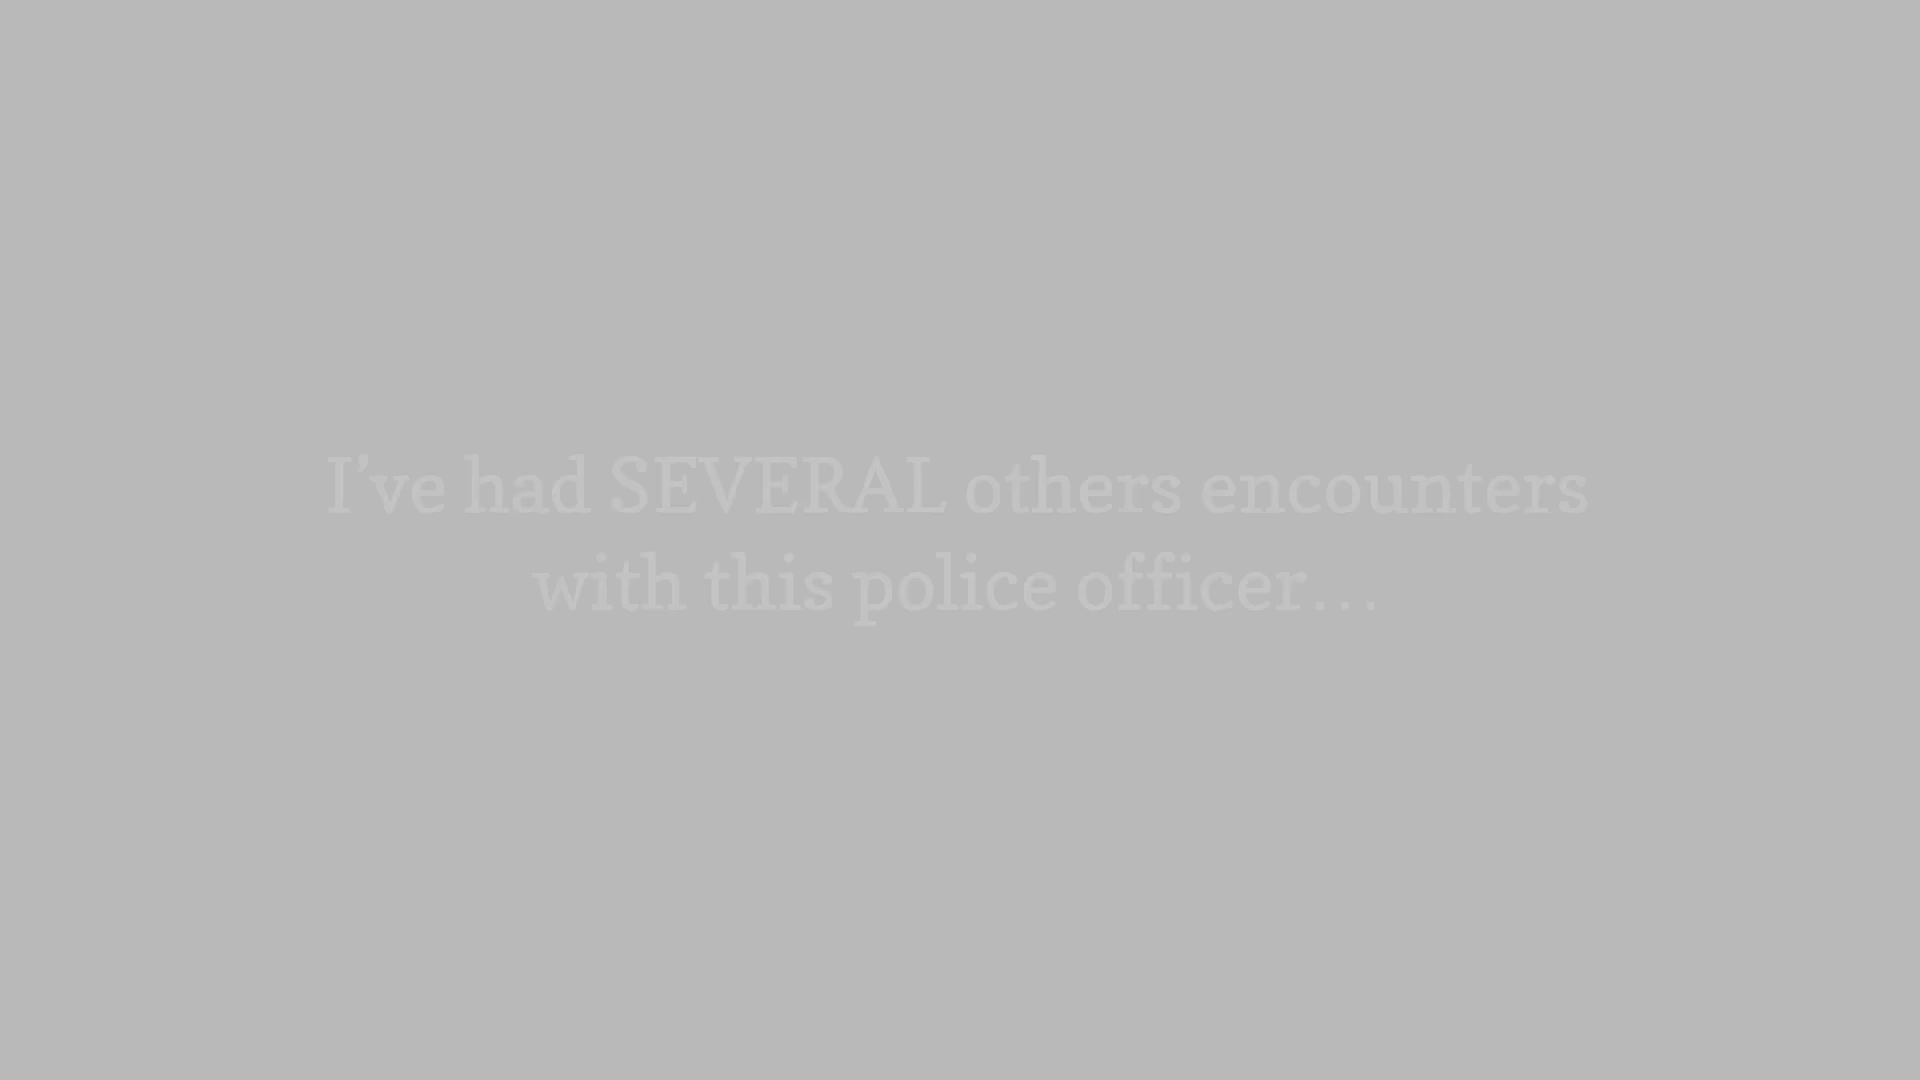 I’ve had SEVERAL others encounters
with this police officer…